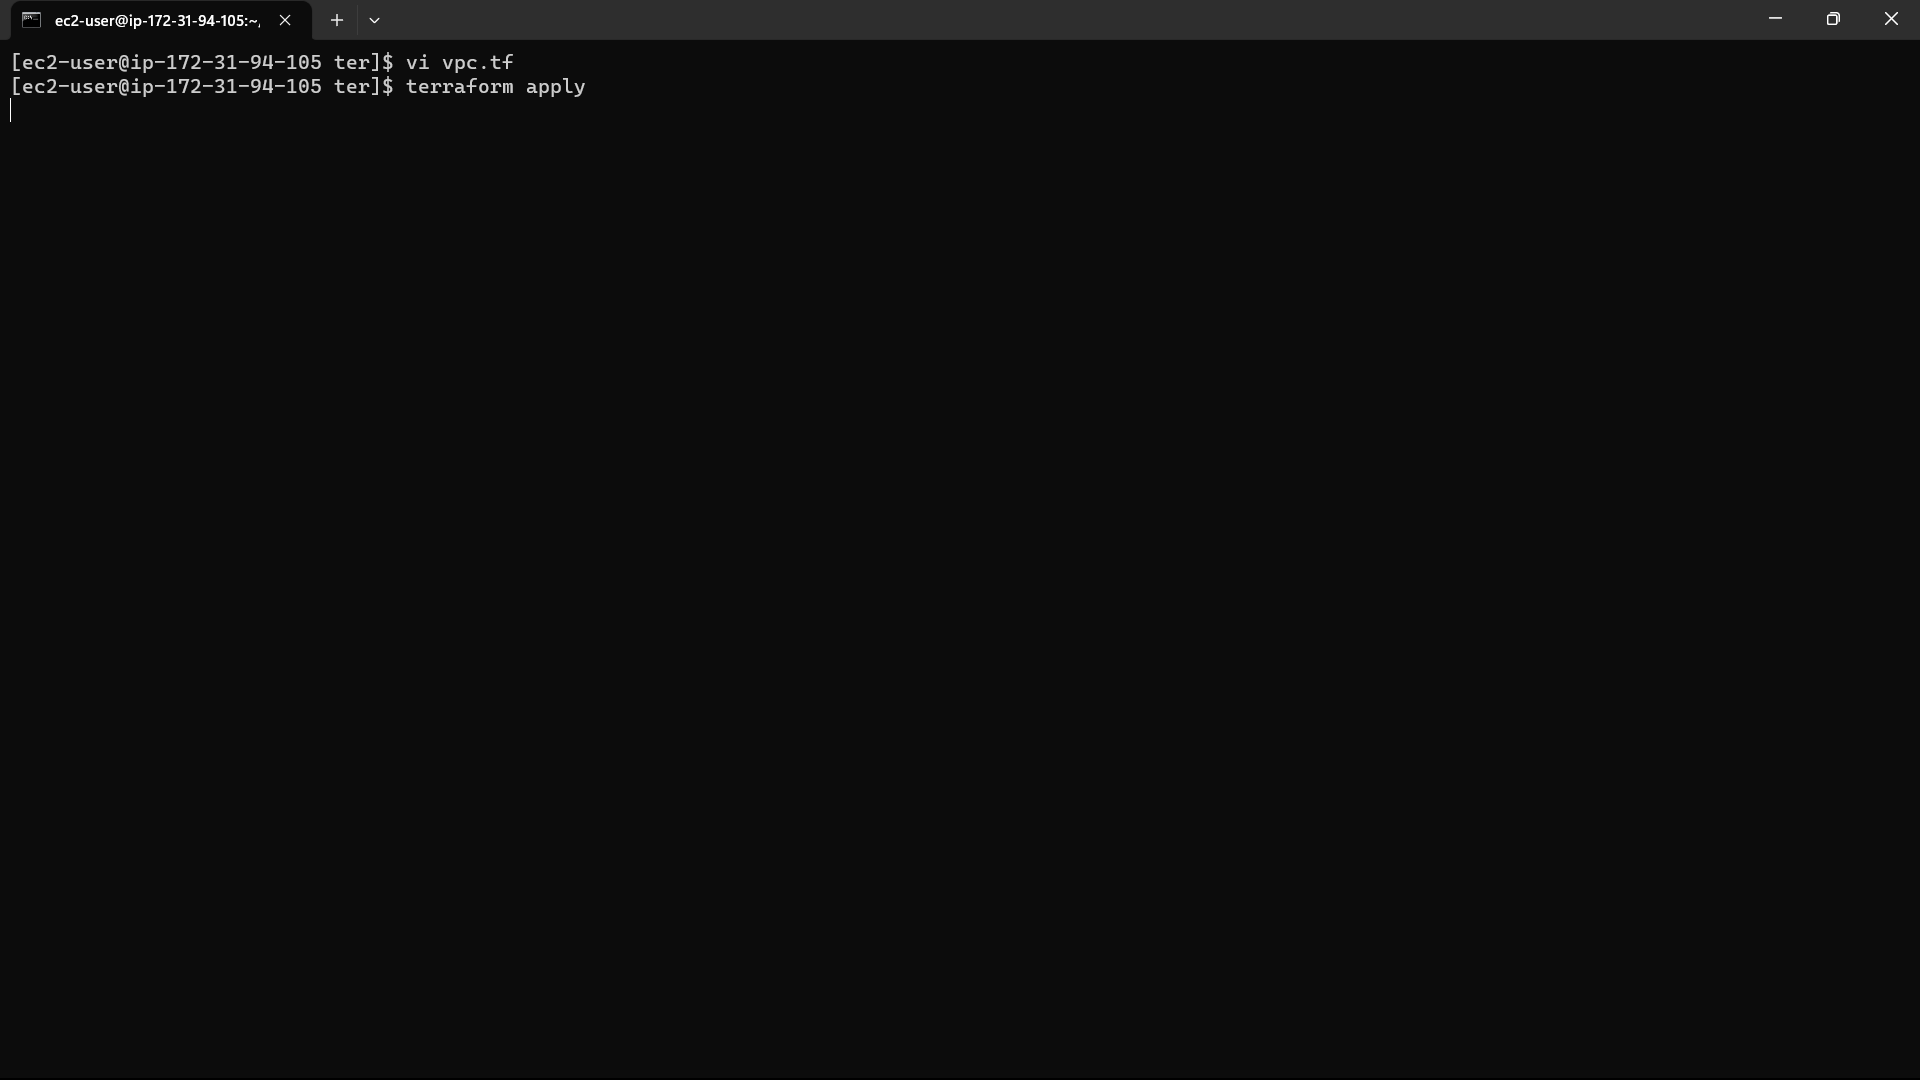 ec2-user@ip-172-31-94-105:~,
[ec2-user@ip-172-31-94-105 ter]$ vi vpc.tf
[ec2-user@ip-172-31-94-105 ter]$ terraform apply